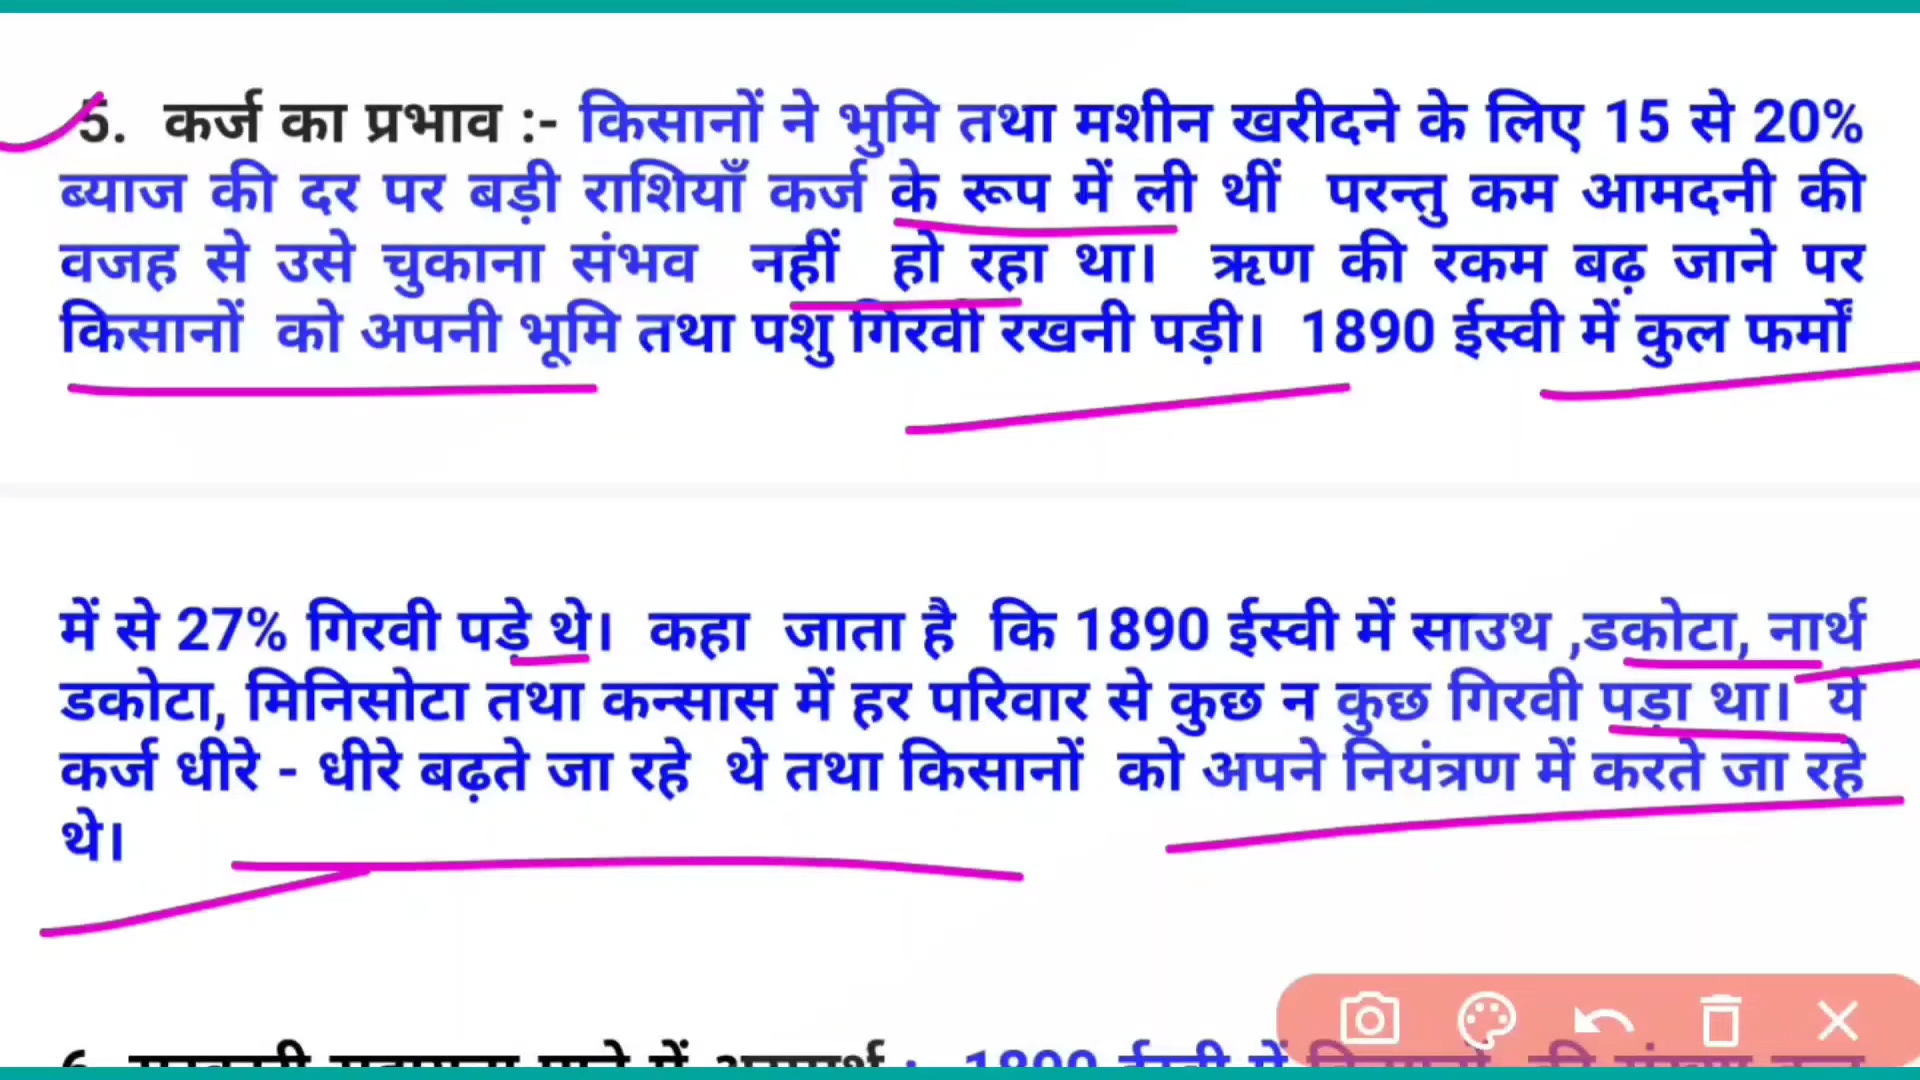 5. कर्ज का प्रभाव :- किसानों ने भुमि तथा मशीन खरीदने के लिए 15 से 20%
ब्याज की दर पर बड़ी राशियाँ कर्ज के रूप में ली थीं परन्तु कम आमदनी की
वजह से उसे चुकाना संभव नहीं हो रहा था। ऋण की रकम बढ़ जाने पर
किसानों को अपनी भूमि तथा पशु गिरवी रखनी पड़ी। 1890 ईस्वी में कुल फर्मों
में से 27% गिरवी पड़े थे। कहा जाता है कि 1890 ईस्वी में साउथ ,डकोटा, नार्थ
डकोटा, मिनिसोटा तथा कन्सास में हर परिवार से कुछ न कुछ गिरवी पड़ा था। ये
कर्ज धीरे - धीरे बढ़ते जा रहे थे तथा किसानों को अपने नियंत्रण में करते जा रहे
थे।